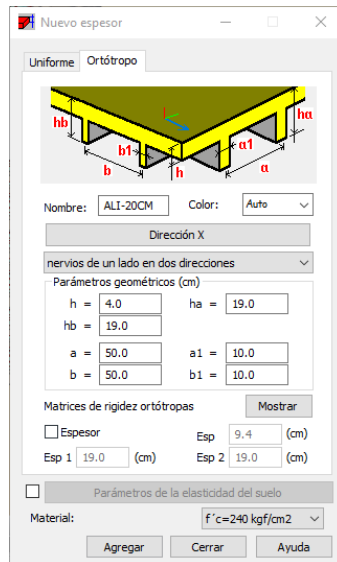 Nuevo espesor
Uniforme Ortótropo
hb b1 b h a1 a ha
Nombre: ALI-20CM Color: Auto
Dirección X
nervios de un lado en dos direcciones
Parámetros geométricos (cm)
h = 4.0 ha = 19.0
hb = 19.0
a = 50.0 a1 = 10.0
b = 50.0 b1 = 10.0
Matrices de rigidez ortótropas Mostrar
Espesor Esp 9.4 (cm)
Esp 1 19.0 (cm) Esp 2 19.0 (cm)
Parámetros de la elasticidad del suelo
Material: f´c=240 kgf/cm2
Agregar Cerrar Ayuda